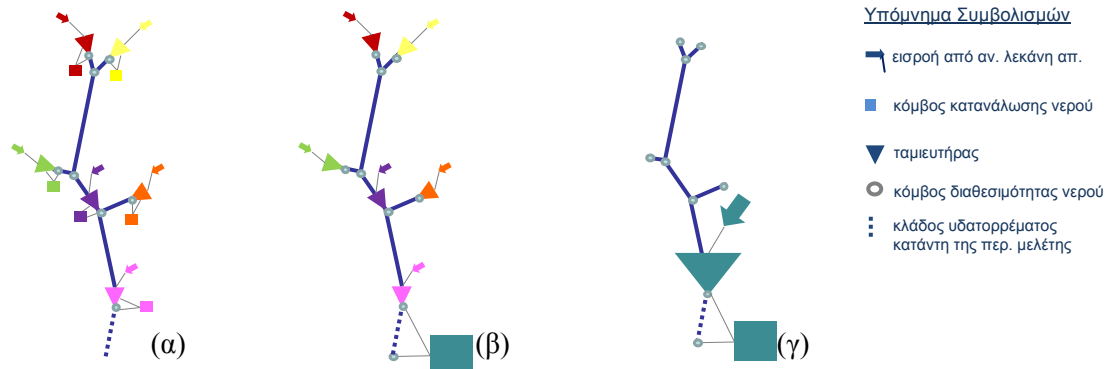 Υπόμνημα Συμβολισμών
εισροή από αν. λεκάνη απ.
κόμβος κατανάλωσης νερού
ταμιευτήρας
κόμβος διαθεσιμότητας νερού
κλάδος υδατορρέματος
κατάντη της περ. μελέτης
(α)
(β)
(γ)